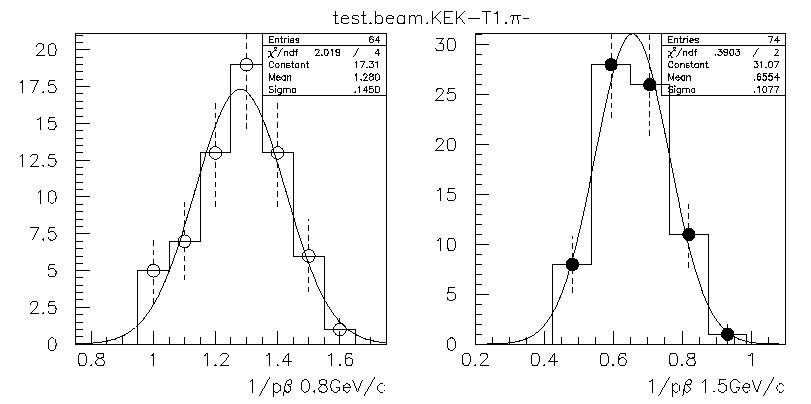 test.beam.KEK-T1.π-
Entries 64
χ²/ndf 2.019 / 4
Constant 17.31
Mean 1.280
Sigma .1450
20
17.5
15
12.5
10
7.5
5
2.5
0
0.8 1 1.2 1.4 1.6
1/pβ 0.8GeV/c
Entries 74
χ²/ndf .3903 / 2
Constant 31.07
Mean .6554
Sigma .1077
30
25
20
15
10
5
0
0.2 0.4 0.6 0.8 1
1/pβ 1.5GeV/c